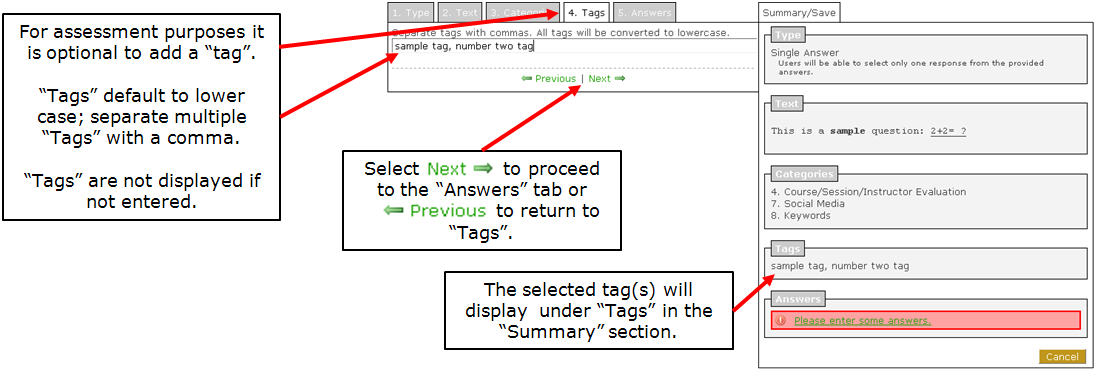 For assessment purposes it
is optional to add a “tag”.
“Tags” default to lower
case; separate multiple
“Tags” with a comma.
“Tags” are not displayed if
not entered.
1. Type
2. Text
3. Categories
4. Tags
5. Answers
Separate tags with commas. All tags will be converted to lowercase.
sample tag, number two tag
Previous | Next
Select Next to proceed
to the “Answers” tab or
Previous to return to
“Tags”.
The selected tag(s) will
display under “Tags” in the
“Summary” section.
Summary/Save
Type
Single Answer
Users will be able to select only one response from the provided
answers.
Text
This is a sample question: 2+2= ?
Categories
4. Course/Session/Instructor Evaluation
7. Social Media
8. Keywords
Tags
sample tag, number two tag
Answers
Please enter some answers.
Cancel